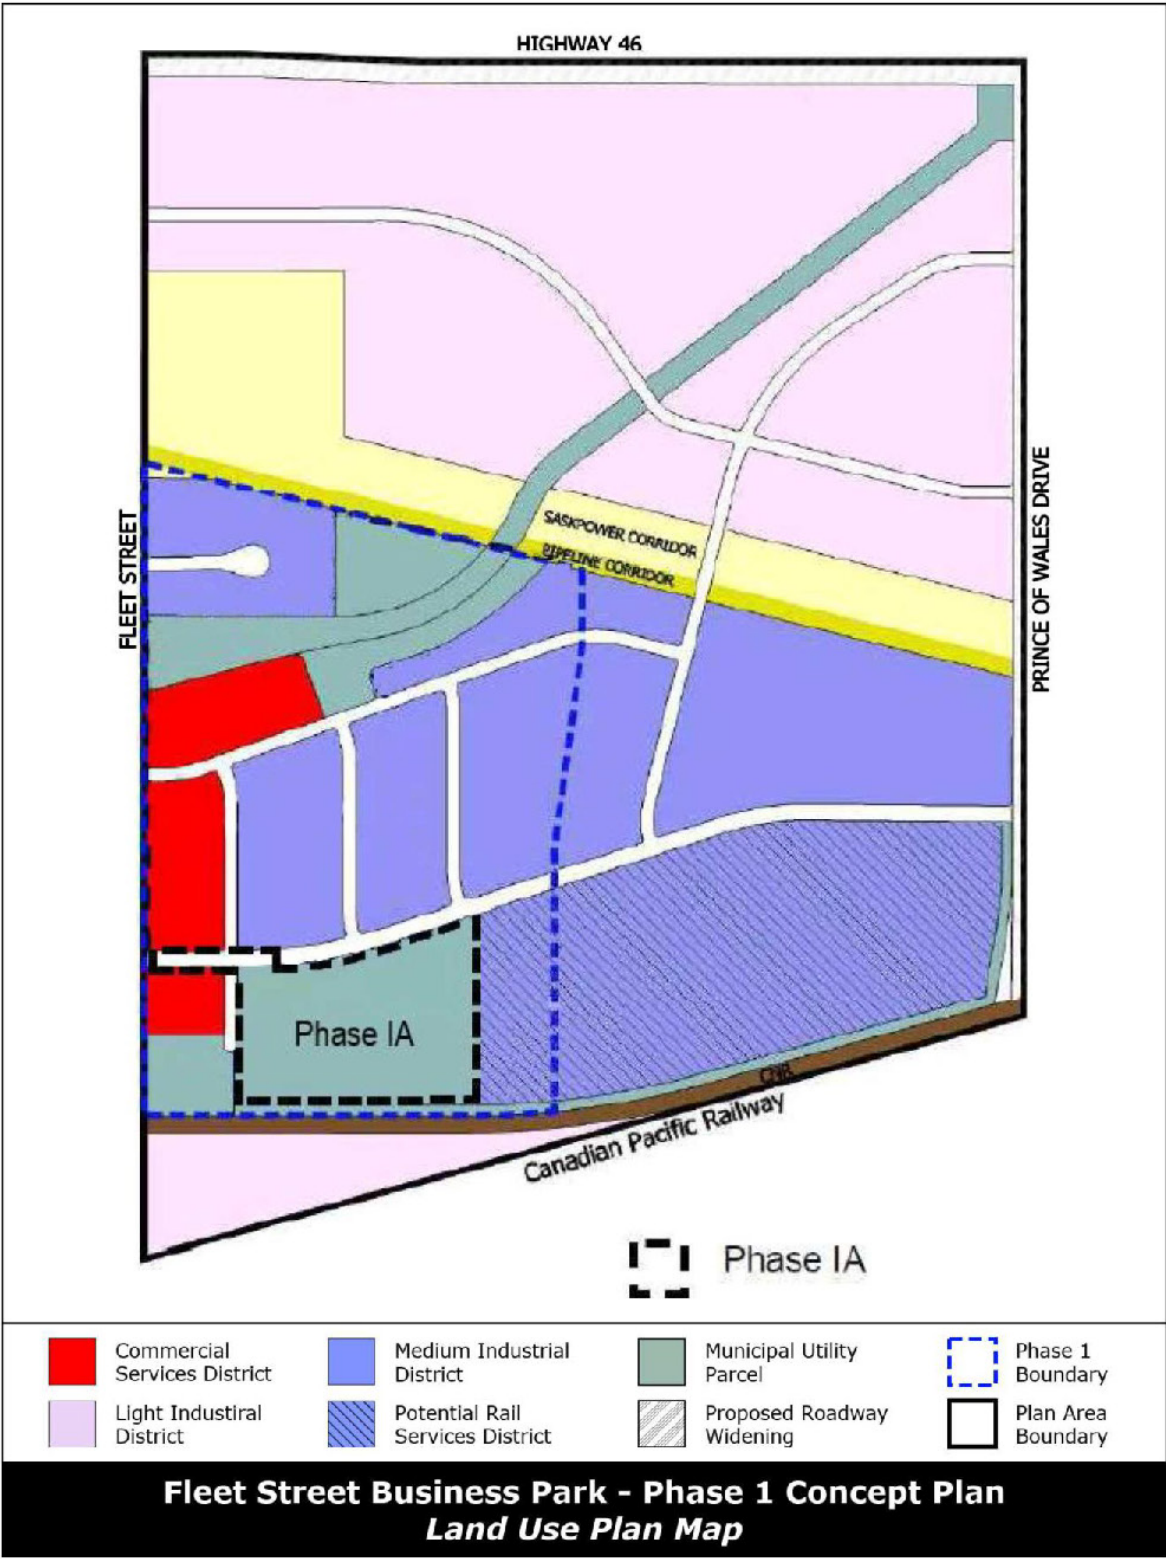 HIGHWAY 46
FLEET STREET
PRINCE OF WALES DRIVE
SASKPOWER CORRIDOR
PIPELINE CORRIDOR
Phase IA
CNR
Canadian Pacific Railway
Phase IA
Commercial
Services District
Medium Industrial
District
Municipal Utility
Parcel
Phase 1
Boundary
Light Industiral
District
Potential Rail
Services District
Proposed Roadway
Widening
Plan Area
Boundary
Fleet Street Business Park - Phase 1 Concept Plan
Land Use Plan Map